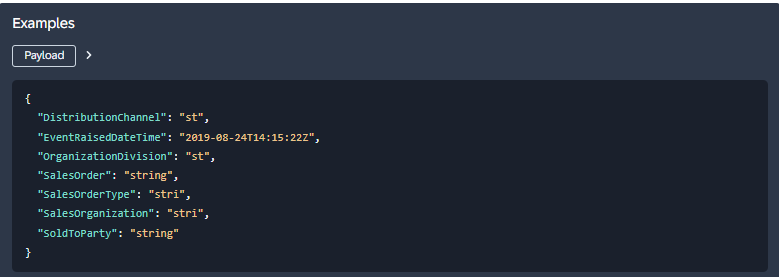 Examples
Payload
{
"DistributionChannel": "st",
"EventRaisedDateTime": "2019-08-24T14:15:22Z",
"OrganizationDivision": "st",
"SalesOrder": "string",
"SalesOrderType": "stri",
"SalesOrganization": "stri",
"SoldToParty": "string"
}